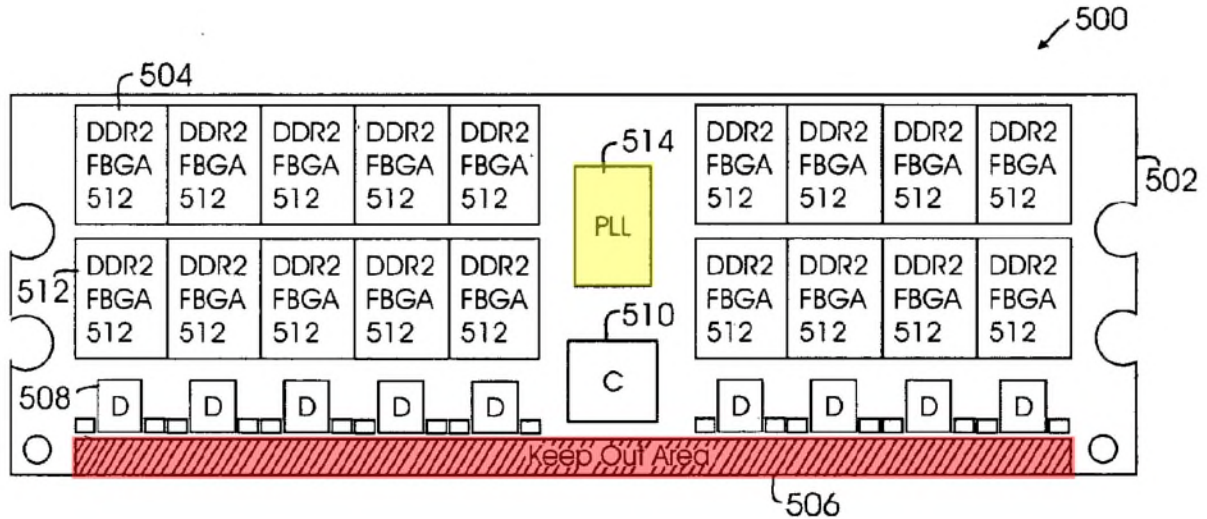 500
504
514
502
DDR2 DDR2 DDR2 DDR2 DDR2 DDR2 DDR2 DDR2 DDR2
FBGA FBGA FBGA FBGA FBGA PLL FBGA FBGA FBGA FBGA
512 512 512 512 512 512 512 512 512
512
DDR2 DDR2 DDR2 DDR2 DDR2 DDR2 DDR2 DDR2 DDR2
FBGA FBGA FBGA FBGA FBGA FBGA FBGA FBGA FBGA
512 512 512 512 512 512 512 512 512
510
C
508 D D D D D D D D D
Keep Out Area
506